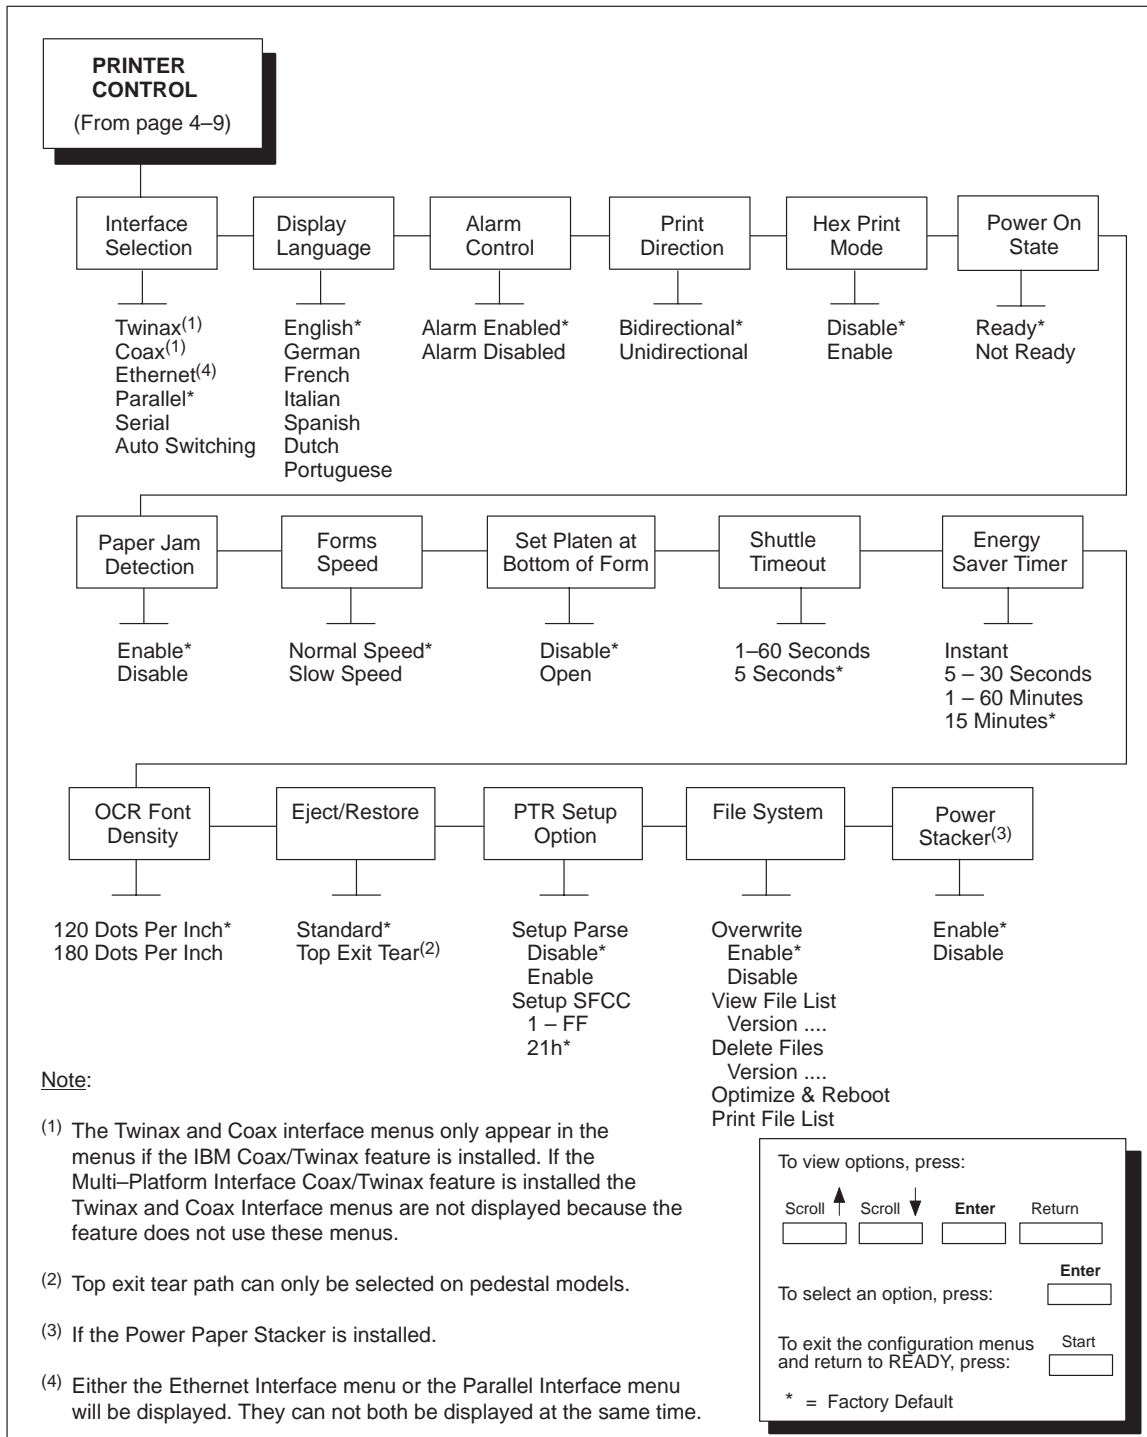 PRINTER
CONTROL
(From page 4–9)
Interface
Selection
Display
Language
Alarm
Control
Print
Direction
Hex Print
Mode
Power On
State
Twinax(1)
Coax(1)
Ethernet(4)
Parallel*
Serial
Auto Switching
English*
German
French
Italian
Spanish
Dutch
Portuguese
Alarm Enabled*
Alarm Disabled
Bidirectional*
Unidirectional
Disable*
Enable
Ready*
Not Ready
Paper Jam
Detection
Forms
Speed
Set Platen at
Bottom of Form
Shuttle
Timeout
Energy
Saver Timer
Enable*
Disable
Normal Speed*
Slow Speed
Disable*
Open
1–60 Seconds
5 Seconds*
Instant
5 – 30 Seconds
1 – 60 Minutes
15 Minutes*
OCR Font
Density
Eject/Restore
PTR Setup
Option
File System
Power
Stacker(3)
120 Dots Per Inch*
180 Dots Per Inch
Standard*
Top Exit Tear(2)
Setup Parse
Disable*
Enable
Setup SFCC
1 – FF
21h*
Overwrite
Enable*
Disable
View File List
Version ....
Delete Files
Version ....
Optimize & Reboot
Print File List
Enable*
Disable
Note:
(1) The Twinax and Coax interface menus only appear in the
menus if the IBM Coax/Twinax feature is installed. If the
Multi–Platform Interface Coax/Twinax feature is installed the
Twinax and Coax Interface menus are not displayed because the
feature does not use these menus.
(2) Top exit tear path can only be selected on pedestal models.
(3) If the Power Paper Stacker is installed.
(4) Either the Ethernet Interface menu or the Parallel Interface menu
will be displayed. They can not both be displayed at the same time.
To view options, press:
Scroll Scroll Enter Return
Enter
To select an option, press:
To exit the configuration menus Start
and return to READY, press:
* = Factory Default